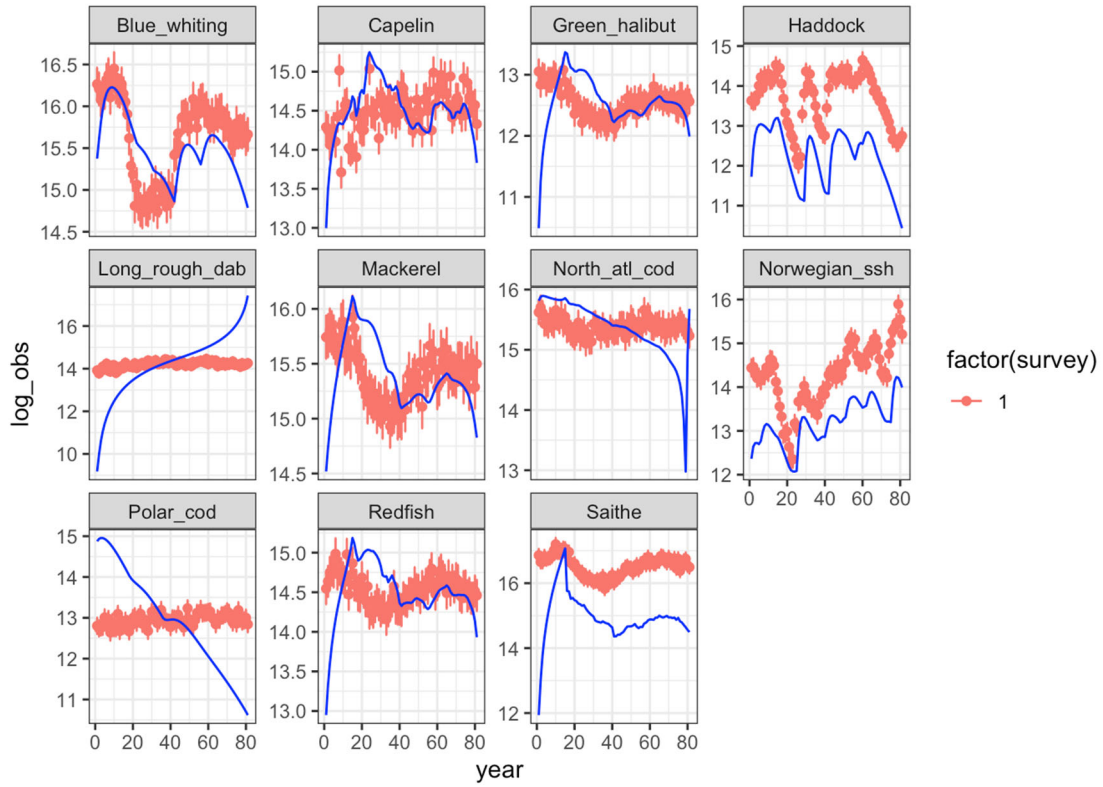 Blue_whiting Capelin Green_halibut Haddock
16.5 16.0 15.5 15.0 14.5
15.0 14.5 14.0 13.5 13.0
13 12 11
15 14 13 12 11
Long_rough_dab Mackerel North_atl_cod Norwegian_ssh
16 14 12 10
16.0 15.5 15.0 14.5
16 15 14 13
16 15 14 13 12
0 20 40 60 80
Polar_cod Redfish Saithe
15 14 13 12 11
15.0 14.5 14.0 13.5 13.0
16 14 12
0 20 40 60 80 0 20 40 60 80 0 20 40 60 80
year
log_obs
factor(survey)
1